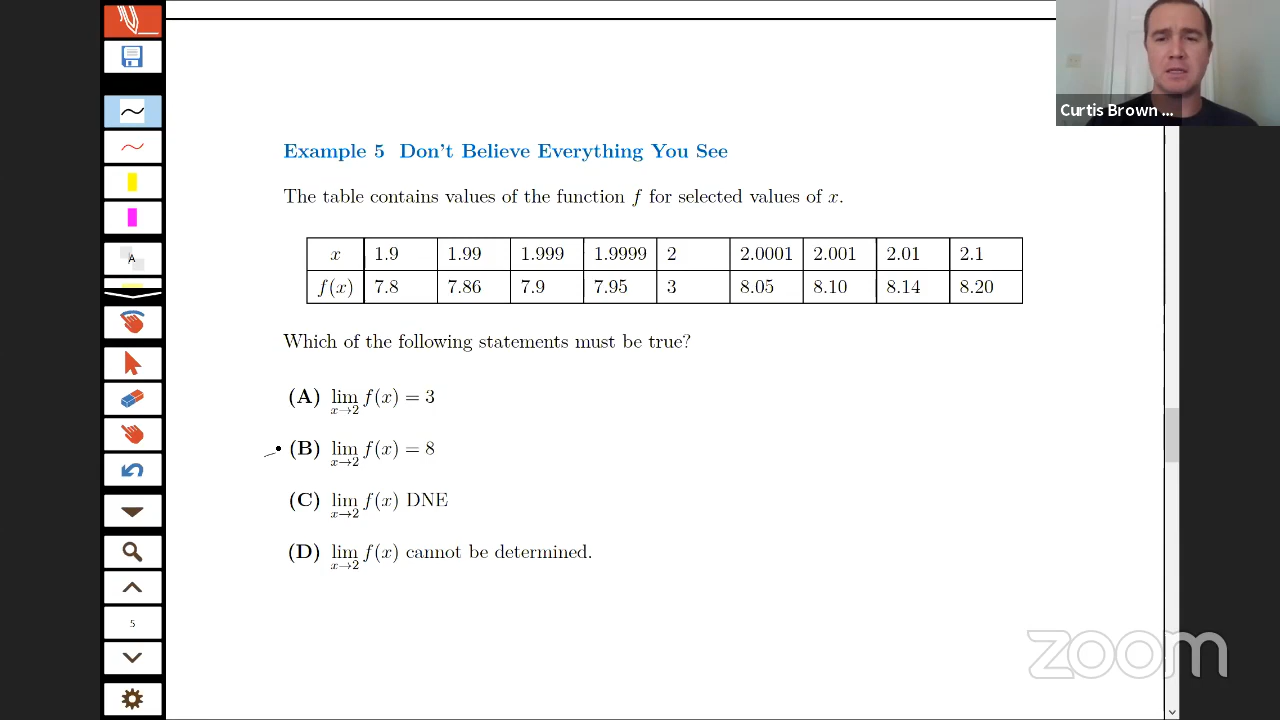 Curtis Brown ...
Example 5 Don't Believe Everything You See
The table contains values of the function f for selected values of x.
x 1.9 1.99 1.999 1.9999 2 2.0001 2.001 2.01 2.1
f(x) 7.8 7.86 7.9 7.95 3 8.05 8.10 8.14 8.20
Which of the following statements must be true?
(A) lim x→2 f(x) = 3
(B) lim x→2 f(x) = 8
(C) lim x→2 f(x) DNE
(D) lim x→2 f(x) cannot be determined.
A
5
zoom